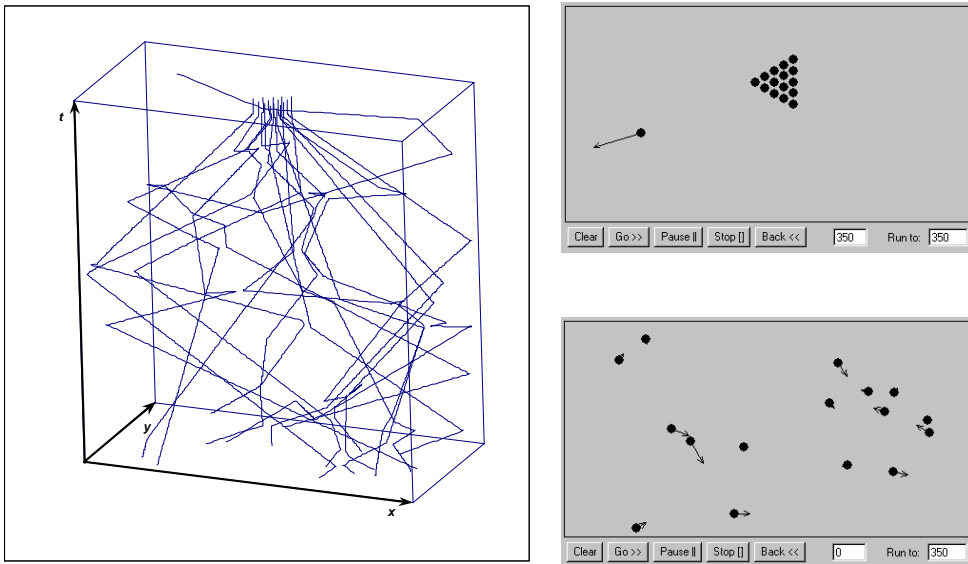 t
y
x
Clear Go >> Pause || Stop [] Back << 350 Run to: 350
Clear Go >> Pause || Stop [] Back << 0 Run to: 350